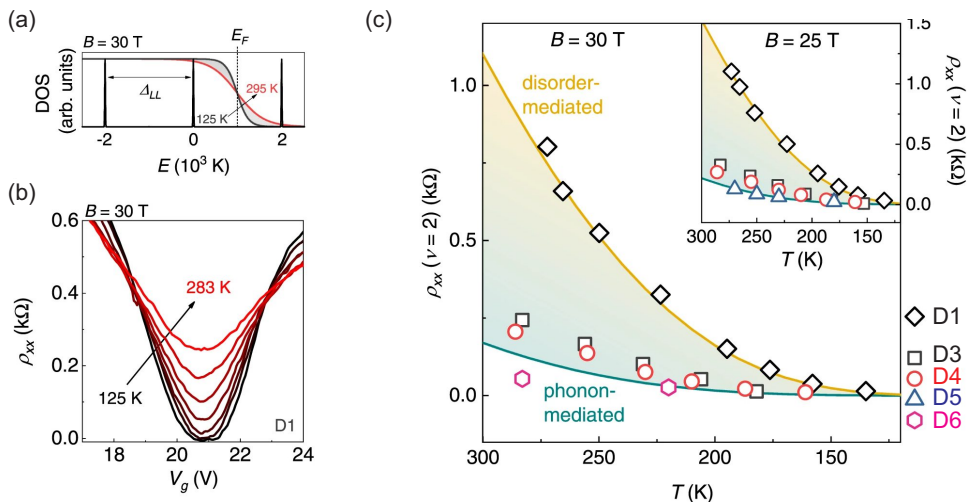 (a)
B = 30 T
E_F
DOS
(arb. units)
Δ_LL
295 K
125 K
-2
0
2
E (10³ K)
(b)
B = 30 T
0.6
0.4
0.2
0.0
ρ_xx (kΩ)
283 K
125 K
D1
18
20
22
24
V_g (V)
(c)
B = 30 T
disorder-
mediated
phonon-
mediated
1.0
0.5
0.0
ρ_xx (ν = 2) (kΩ)
300
250
200
150
T (K)
B = 25 T
1.5
1.0
0.5
0.0
ρ_xx (ν = 2) (kΩ)
300
250
200
150
T (K)
D1
D3
D4
D5
D6